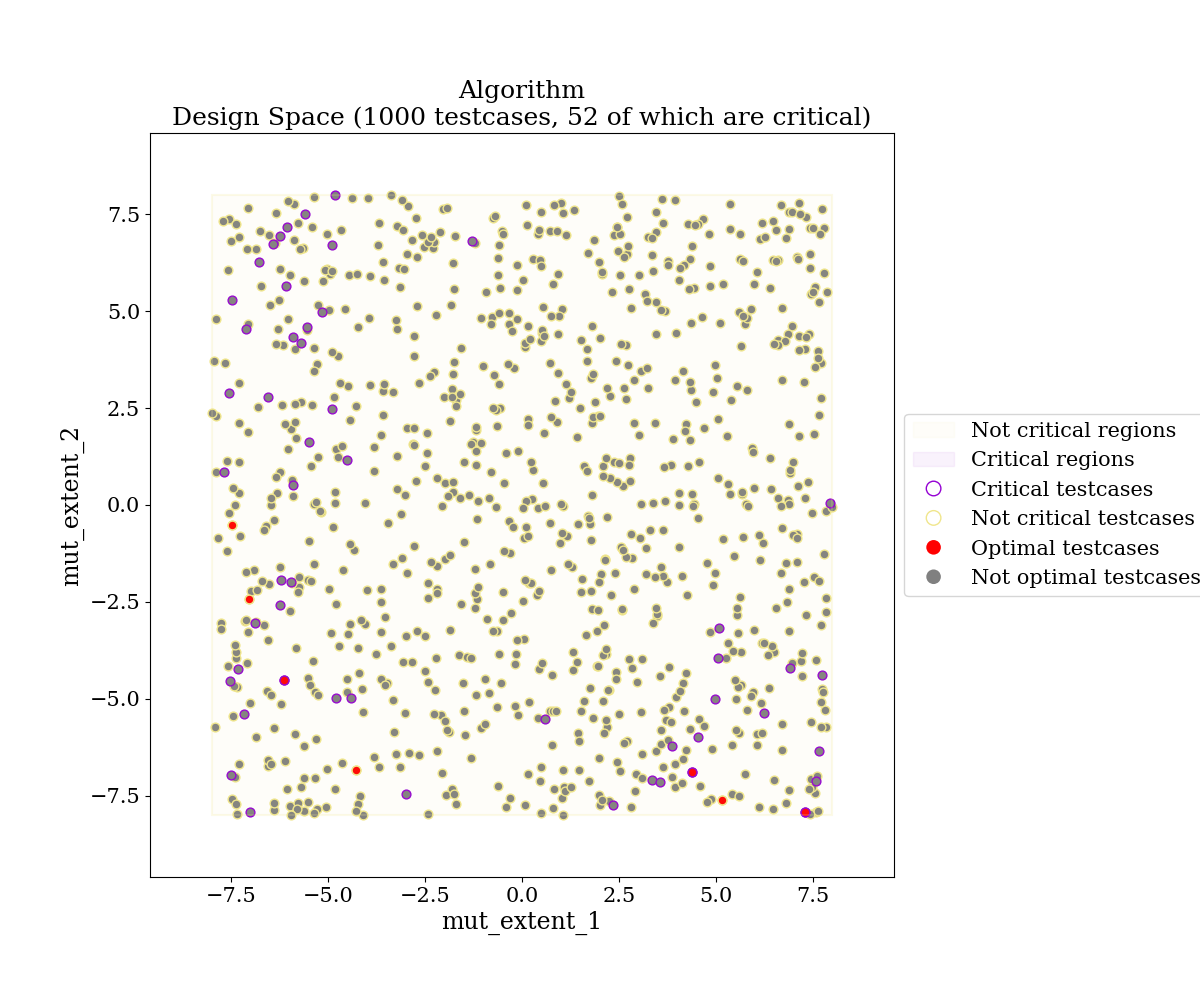 Algorithm
Design Space (1000 testcases, 52 of which are critical)
7.5
5.0
2.5
0.0
−2.5
−5.0
−7.5
mut_extent_2
−7.5
−5.0
−2.5
0.0
2.5
5.0
7.5
mut_extent_1
Not critical regions
Critical regions
Critical testcases
Not critical testcases
Optimal testcases
Not optimal testcases